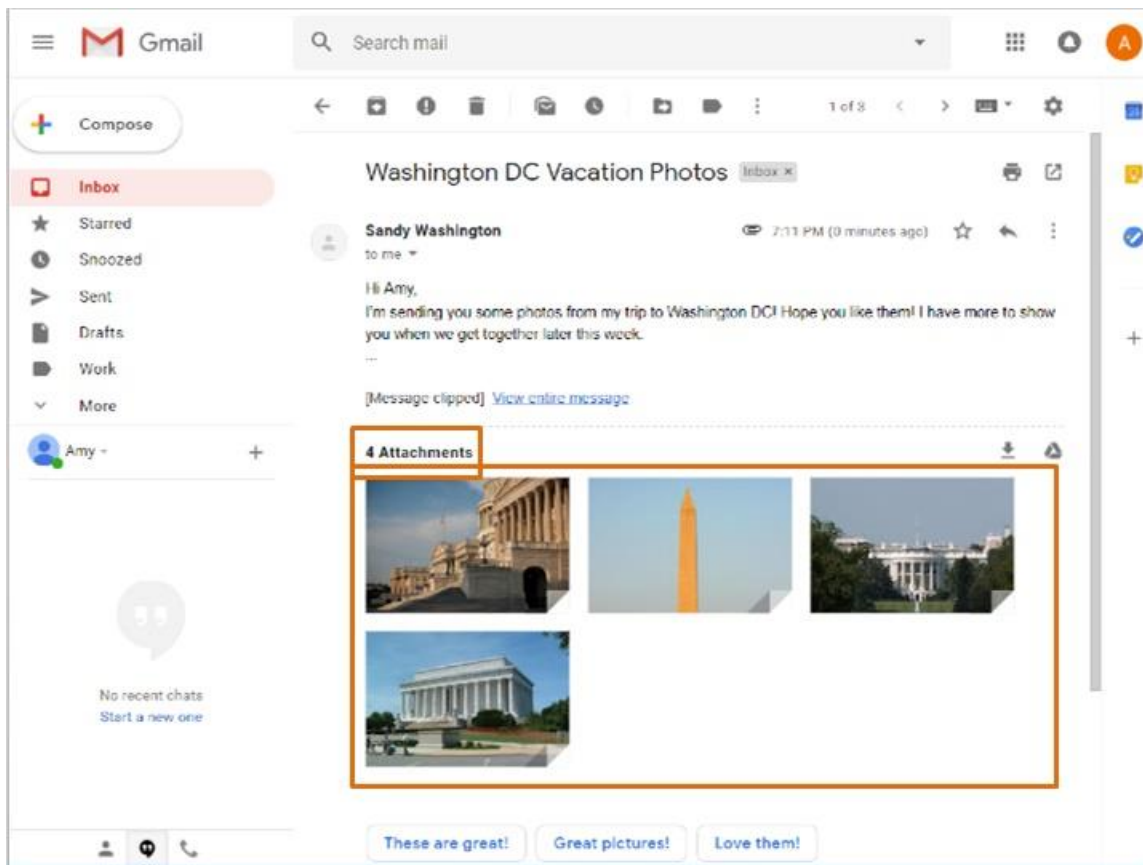 Gmail
Search mail
A
Compose
1 of 3
Inbox
Starred
Snoozed
Sent
Drafts
Work
More
Amy
No recent chats
Start a new one
Washington DC Vacation Photos Inbox ×
Sandy Washington
7:11 PM (0 minutes ago)
to me
Hi Amy,
I'm sending you some photos from my trip to Washington DC! Hope you like them! I have more to show
you when we get together later this week.
...
[Message clipped] View entire message
4 Attachments
These are great!
Great pictures!
Love them!